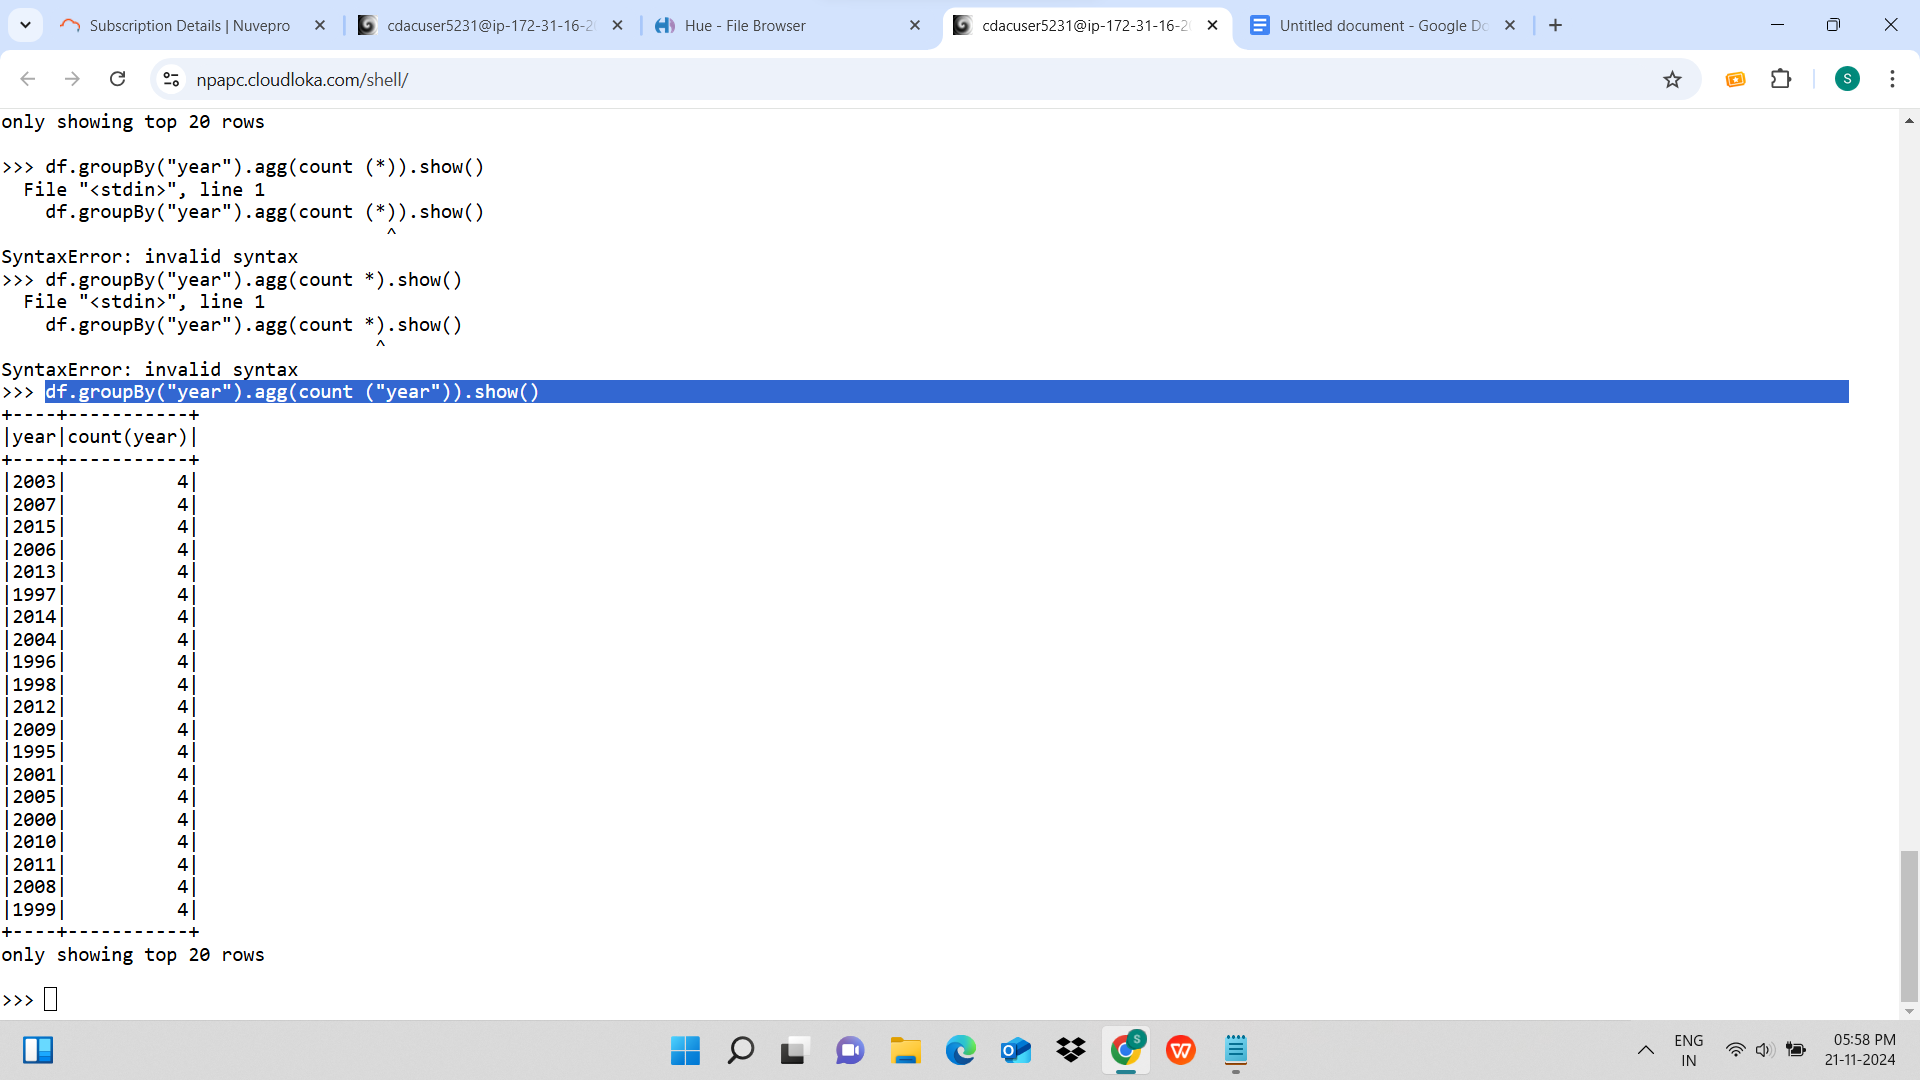 Subscription Details | Nuvepro
cdacuser5231@ip-172-31-16-2
Hue - File Browser
cdacuser5231@ip-172-31-16-2
Untitled document - Google Do
npapc.cloudloka.com/shell/
S
only showing top 20 rows
>>> df.groupBy("year").agg(count (*)).show()
File "<stdin>", line 1
df.groupBy("year").agg(count (*)).show()
^
SyntaxError: invalid syntax
>>> df.groupBy("year").agg(count *).show()
File "<stdin>", line 1
df.groupBy("year").agg(count *).show()
^
SyntaxError: invalid syntax
>>> df.groupBy("year").agg(count ("year")).show()
+----+-----------+
|year|count(year)|
+----+-----------+
|2003|          4|
|2007|          4|
|2015|          4|
|2006|          4|
|2013|          4|
|1997|          4|
|2014|          4|
|2004|          4|
|1996|          4|
|1998|          4|
|2012|          4|
|2009|          4|
|1995|          4|
|2001|          4|
|2005|          4|
|2000|          4|
|2010|          4|
|2011|          4|
|2008|          4|
|1999|          4|
+----+-----------+
only showing top 20 rows
>>>
S
ENG
IN
05:58 PM
21-11-2024